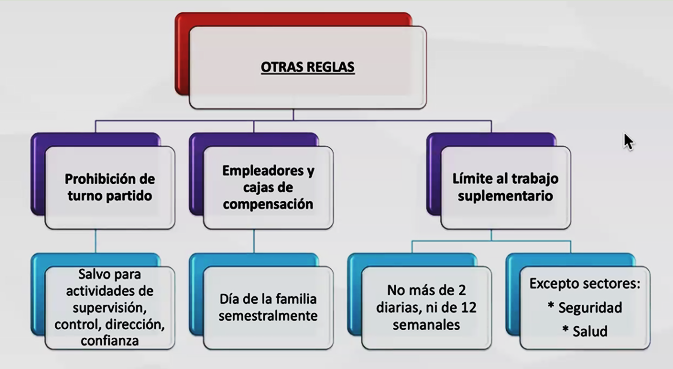 OTRAS REGLAS
Prohibición de
turno partido
Empleadores y
cajas de
compensación
Límite al trabajo
suplementario
Salvo para
actividades de
supervisión,
control, dirección,
confianza
Día de la familia
semestralmente
No más de 2
diarias, ni de 12
semanales
Excepto sectores:
* Seguridad
* Salud